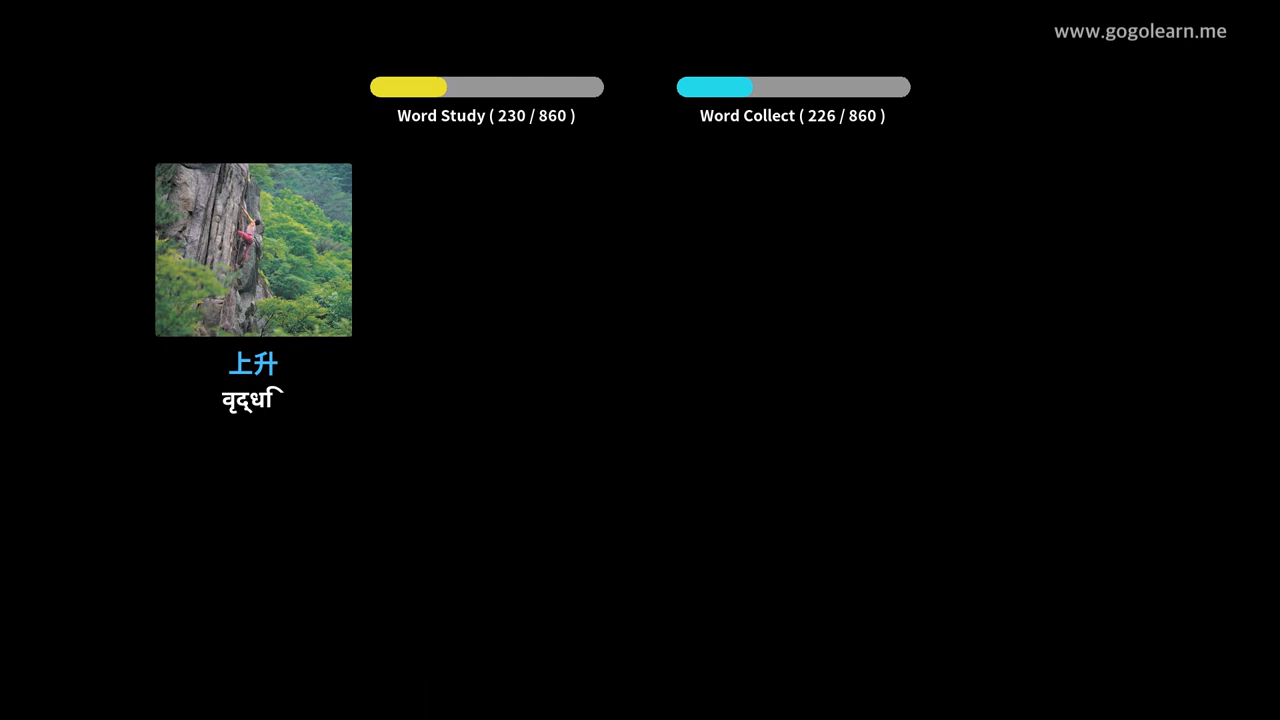 www.gogolearn.me
Word Study ( 230 / 860 )
Word Collect ( 226 / 860 )
上升
वृद्धि